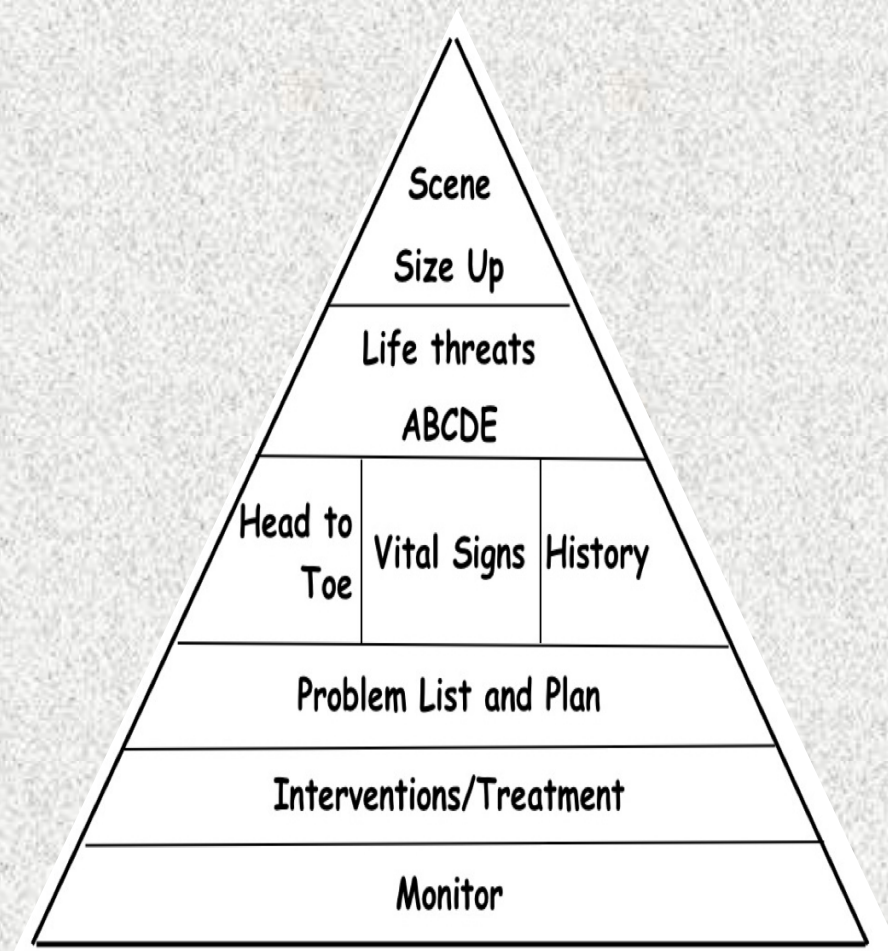 Scene
Size Up
Life threats
ABCDE
Head to
Toe
Vital Signs
History
Problem List and Plan
Interventions/Treatment
Monitor